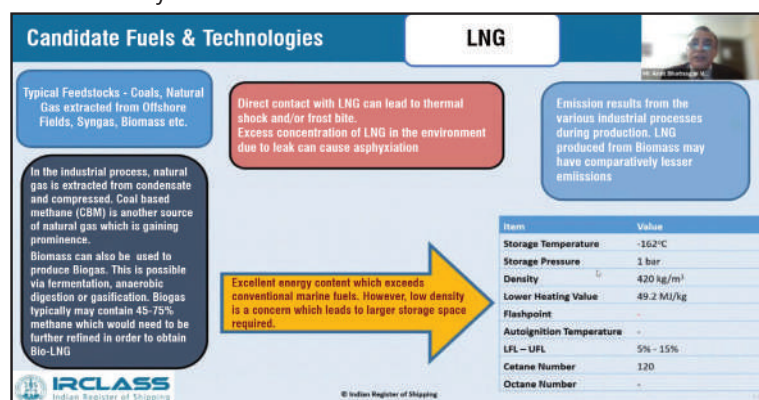 Candidate Fuels & Technologies
LNG
Typical Feedstocks - Coals, Natural
Gas extracted from Offshore
Fields, Syngas, Biomass etc.
Direct contact with LNG can lead to thermal
shock and/or frost bite.
Excess concentration of LNG in the environment
due to leak can cause asphyxiation
Emission results from the
various industrial processes
during production. LNG
produced from Biomass may
have comparatively lesser
emissions
In the industrial process, natural
gas is extracted from condensate
and compressed. Coal based
methane (CBM) is another source
of natural gas which is gaining
prominence.
Biomass can also be used to
produce Biogas. This is possible
via fermentation, anaerobic
digestion or gasification. Biogas
typically may contain 45-75%
methane which would need to be
further refined in order to obtain
Bio-LNG
Excellent energy content which exceeds
conventional marine fuels. However, low density
is a concern which leads to larger storage space
required.
Item Value
Storage Temperature -162°C
Storage Pressure 1 bar
Density 420 kg/m³
Lower Heating Value 49.2 MJ/kg
Flashpoint -
Autoignition Temperature -
LFL – UFL 5% - 15%
Cetane Number 120
Octane Number -
IRCLASS
Indian Register of Shipping
© Indian Register of Shipping